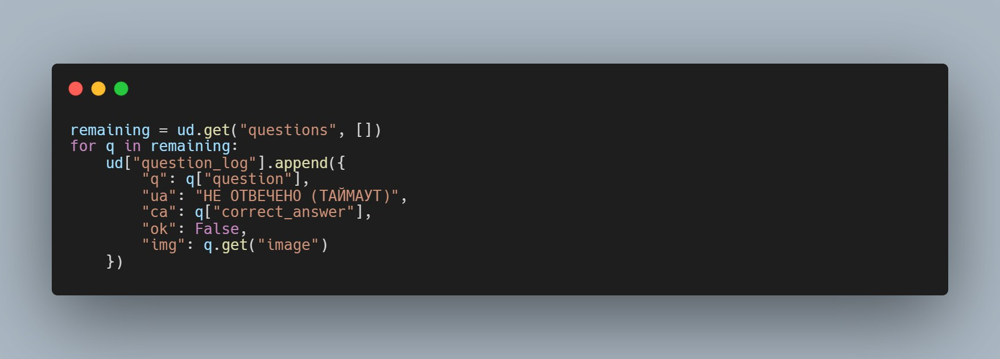 remaining = ud.get("questions", [])
for q in remaining:
    ud["question_log"].append({
        "q": q["question"],
        "ua": "НЕ ОТВЕЧЕНО (ТАЙМАУТ)",
        "ca": q["correct_answer"],
        "ok": False,
        "img": q.get("image")
    })